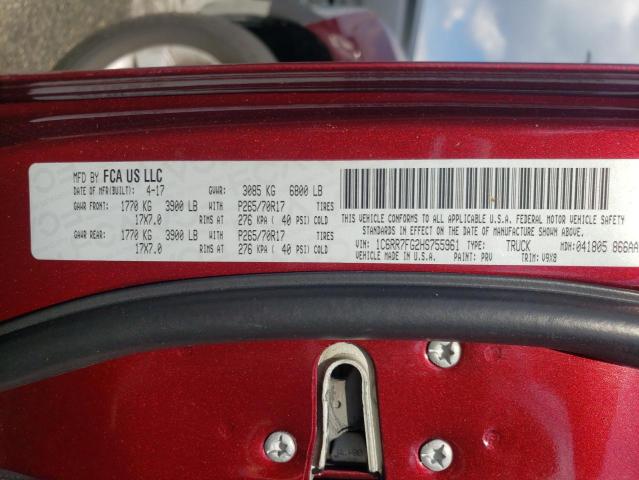 MFD BY FCA US LLC
DATE OF MFR(BUILT): 4-17 GVWR: 3085 KG 6800 LB
GAWR FRONT: 1770 KG 3900 LB WITH P265/70R17 TIRES
17X7.0 RIMS AT 276 KPA ( 40 PSI) COLD
GAWR REAR: 1770 KG 3900 LB WITH P265/70R17 TIRES
17X7.0 RIMS AT 276 KPA ( 40 PSI) COLD
THIS VEHICLE CONFORMS TO ALL APPLICABLE U.S.A. FEDERAL MOTOR VEHICLE SAFETY
STANDARDS IN EFFECT ON THE DATE OF MANUFACTURE SHOWN ABOVE.
VIN: 1C6RR7FG2HS755961 TYPE: TRUCK MDH: 041805 866AA
VEHICLE MADE IN U.S.A. PAINT: PRV TRIM: V9X8